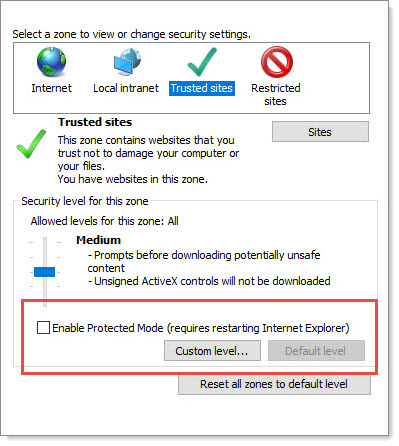 Select a zone to view or change security settings.
Internet
Local intranet
Trusted sites
Restricted
sites
Trusted sites
Sites
This zone contains websites that you
trust not to damage your computer or
your files.
You have websites in this zone.
Security level for this zone
Allowed levels for this zone: All
Medium
- Prompts before downloading potentially unsafe
content
- Unsigned ActiveX controls will not be downloaded
Enable Protected Mode (requires restarting Internet Explorer)
Custom level...
Default level
Reset all zones to default level